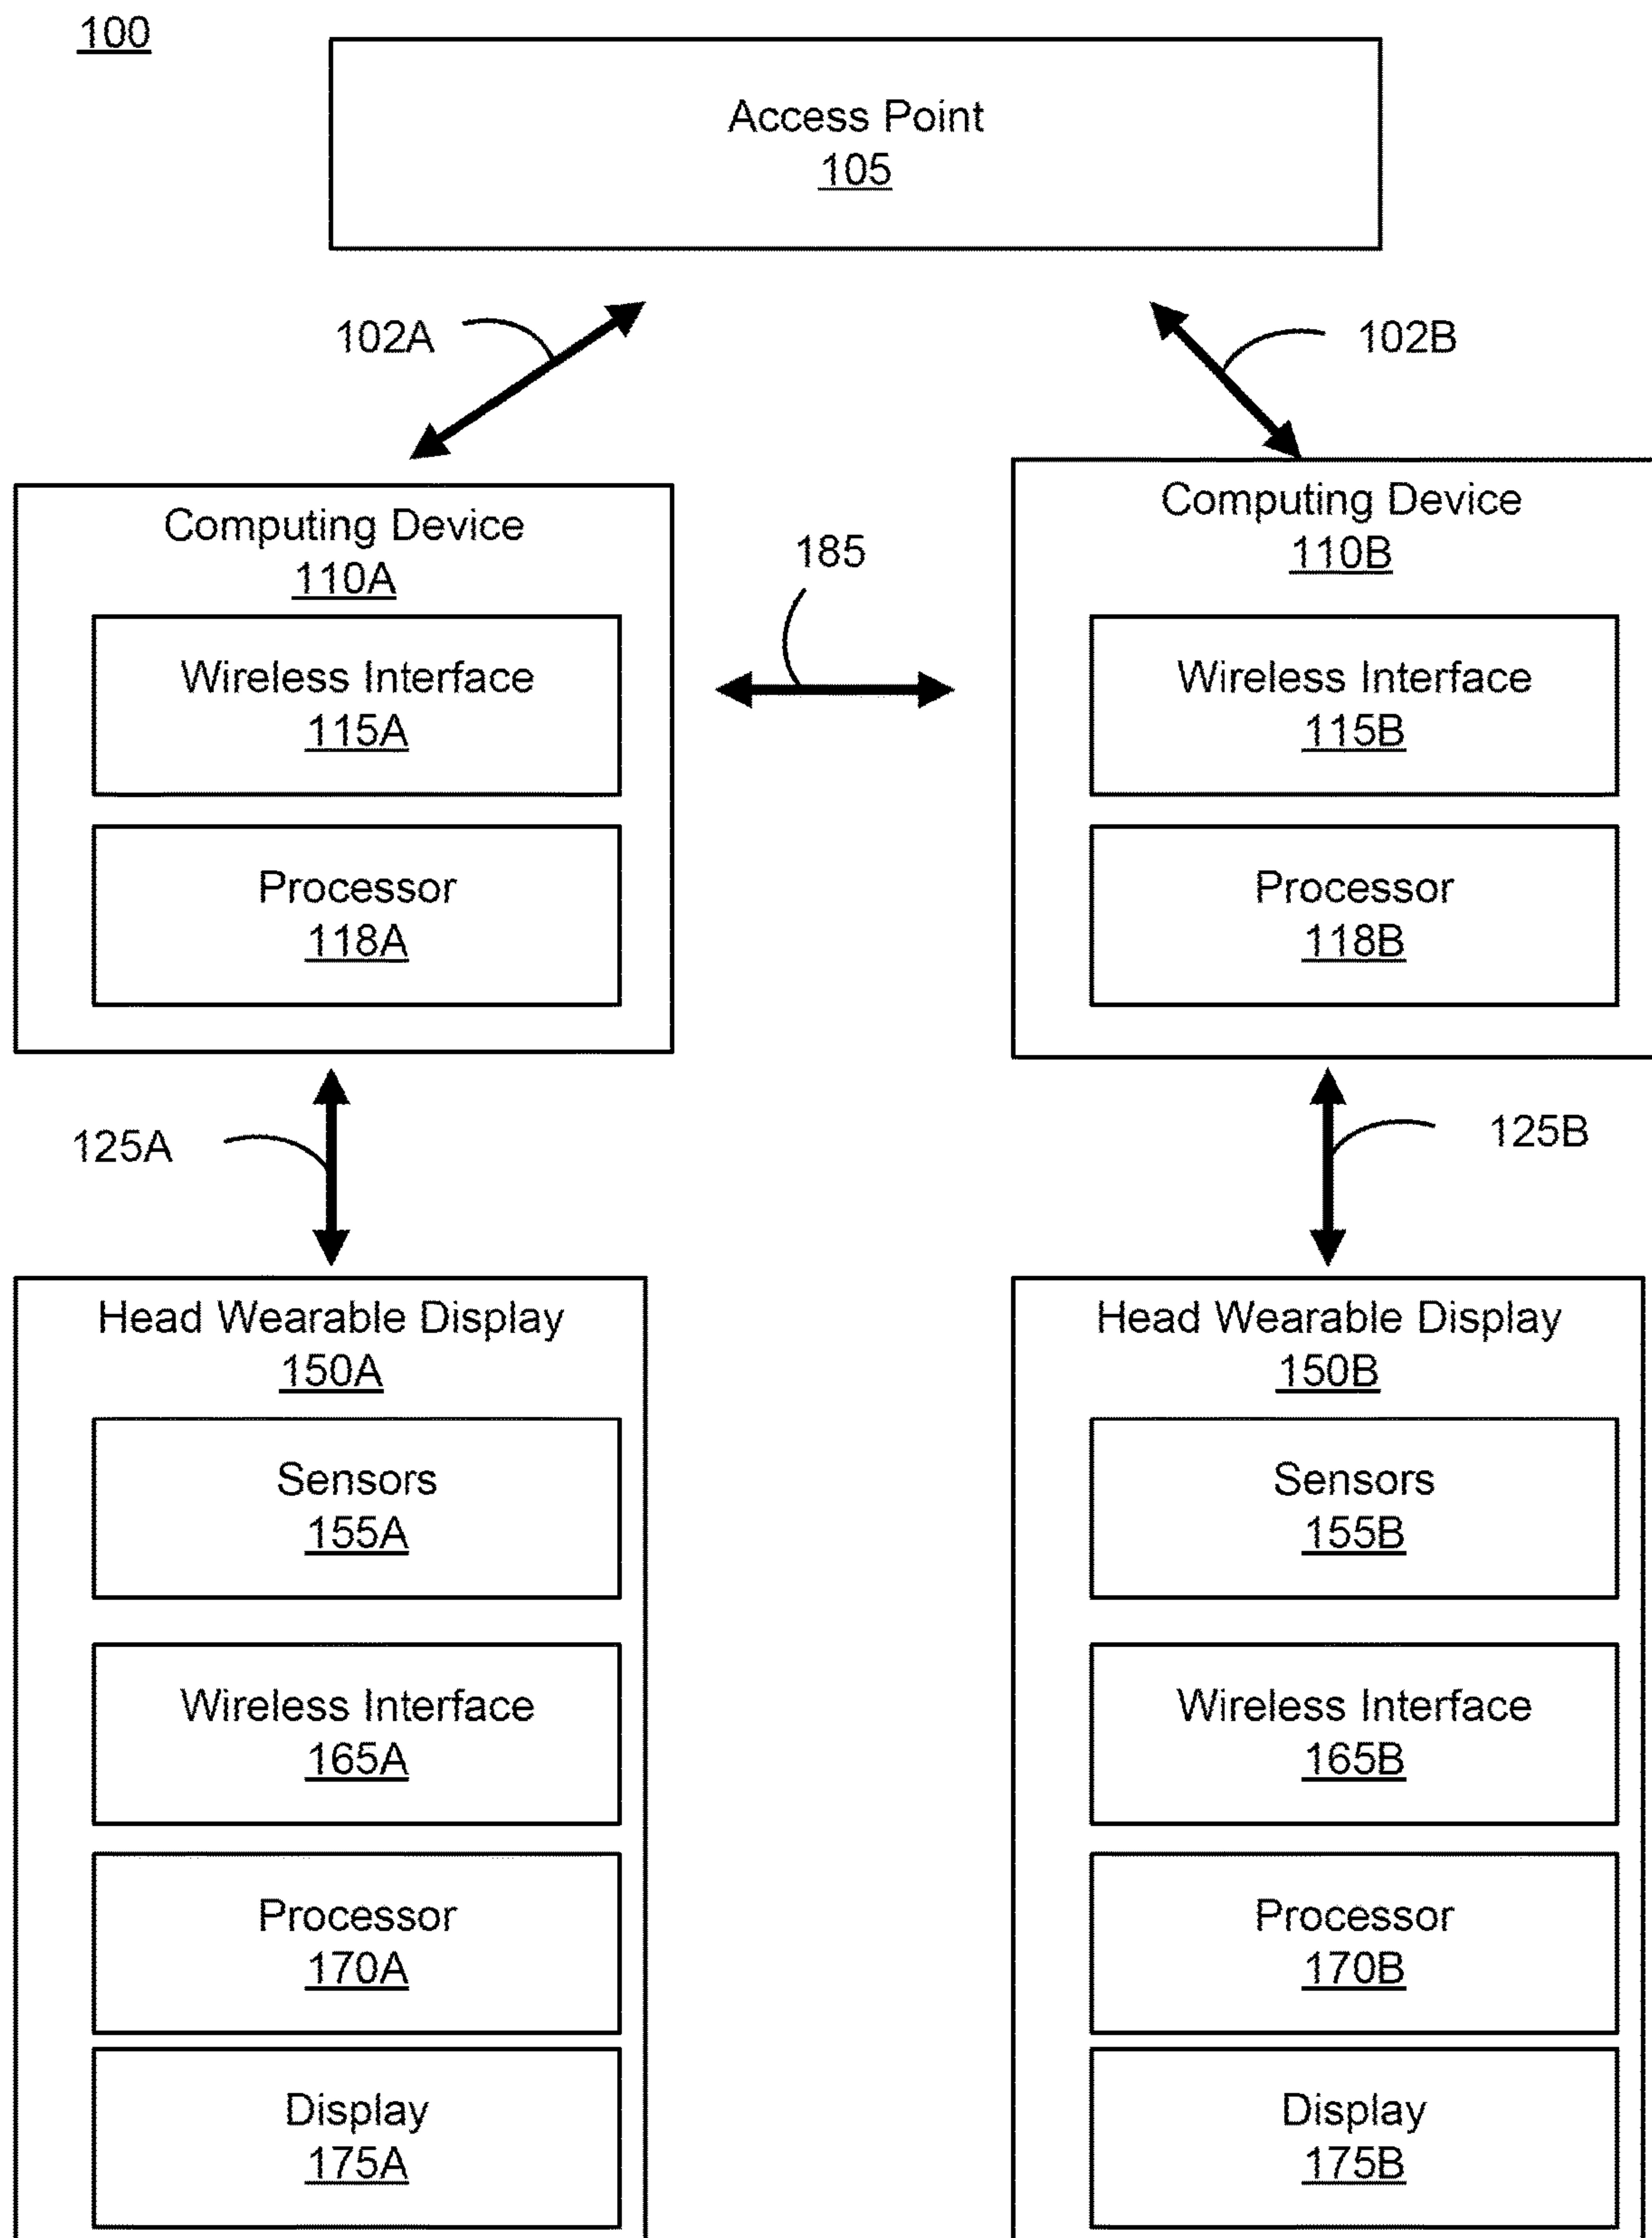 100
Access Point
105
102A
102B
Computing Device
110A
Wireless Interface
115A
Processor
118A
185
Computing Device
110B
Wireless Interface
115B
Processor
118B
125A
125B
Head Wearable Display
150A
Sensors
155A
Wireless Interface
165A
Processor
170A
Display
175A
Head Wearable Display
150B
Sensors
155B
Wireless Interface
165B
Processor
170B
Display
175B